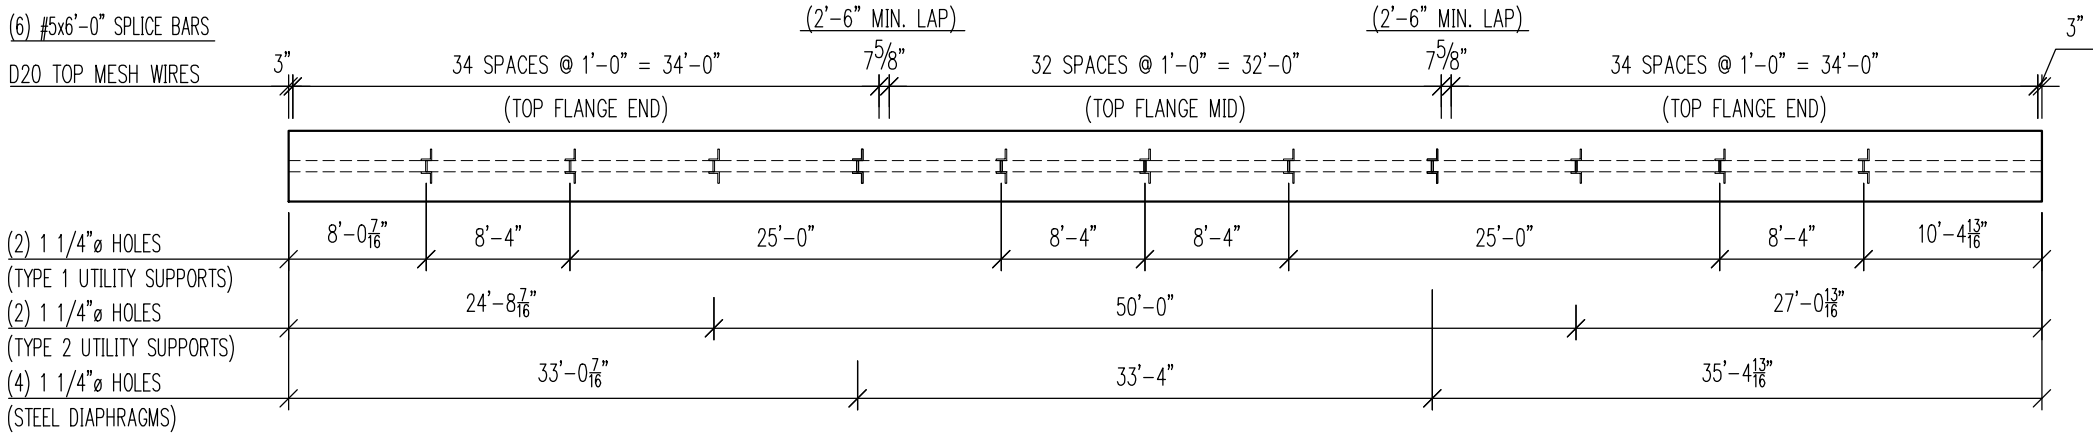 (6) #5x6'-0" SPLICE BARS
(2'-6" MIN. LAP)
(2'-6" MIN. LAP)
D20 TOP MESH WIRES
3"
34 SPACES @ 1'-0" = 34'-0"
7 5/8"
32 SPACES @ 1'-0" = 32'-0"
7 5/8"
34 SPACES @ 1'-0" = 34'-0"
3"
(TOP FLANGE END)
(TOP FLANGE MID)
(TOP FLANGE END)
(2) 1 1/4"ø HOLES
(TYPE 1 UTILITY SUPPORTS)
8'-0 7/16"
8'-4"
25'-0"
8'-4"
8'-4"
25'-0"
8'-4"
10'-4 13/16"
(2) 1 1/4"ø HOLES
(TYPE 2 UTILITY SUPPORTS)
24'-8 7/16"
50'-0"
27'-0 13/16"
(4) 1 1/4"ø HOLES
(STEEL DIAPHRAGMS)
33'-0 7/16"
33'-4"
35'-4 13/16"